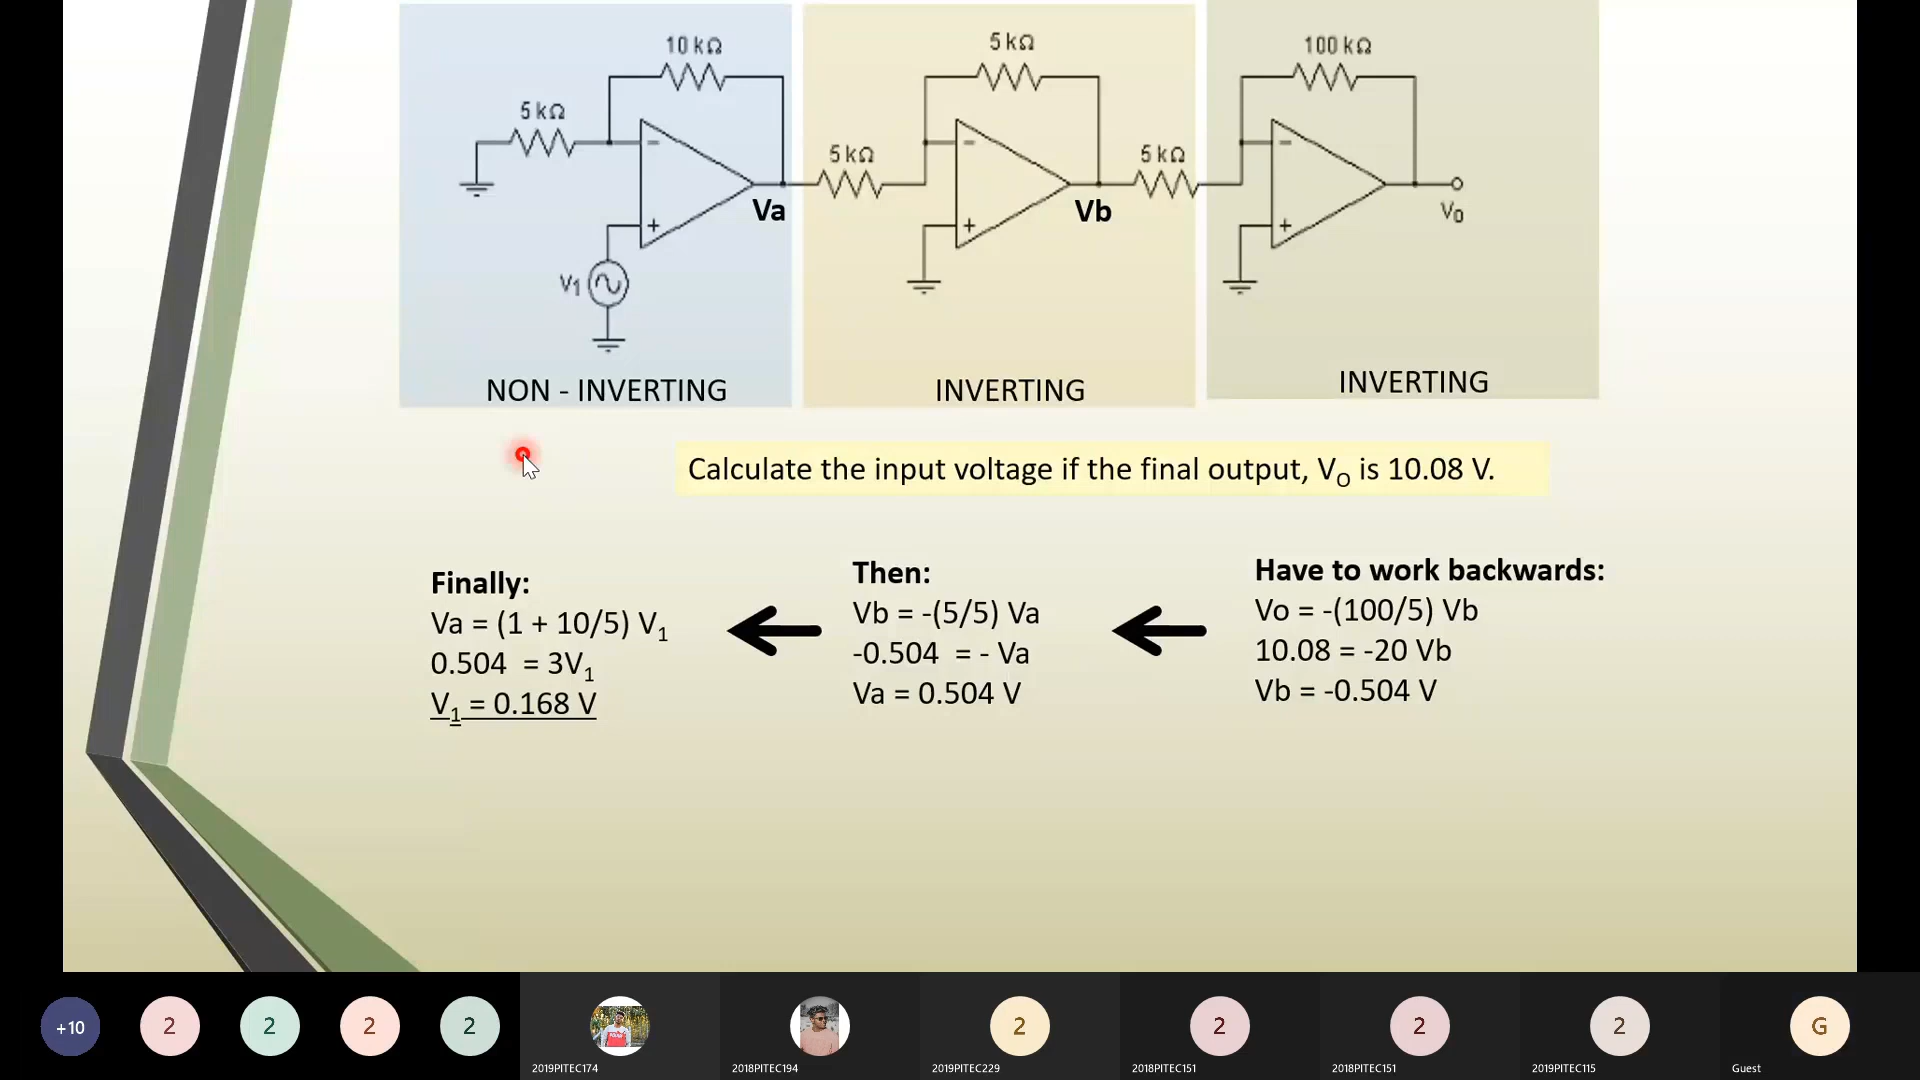 10 kΩ
5 kΩ
100 kΩ
5 kΩ
5 kΩ
5 kΩ
−
−
−
Va
Vb
V₀
+
+
+
V₁
NON - INVERTING
INVERTING
INVERTING
Calculate the input voltage if the final output, V_O is 10.08 V.
Finally:
Va = (1 + 10/5) V₁
0.504 = 3V₁
V₁ = 0.168 V
Then:
Vb = -(5/5) Va
-0.504 = - Va
Va = 0.504 V
Have to work backwards:
Vo = -(100/5) Vb
10.08 = -20 Vb
Vb = -0.504 V
+10
2
2
2
2
2
2
2
2
G
2019PITEC174
2018PITEC194
2019PITEC229
2018PITEC151
2018PITEC151
2019PITEC115
Guest